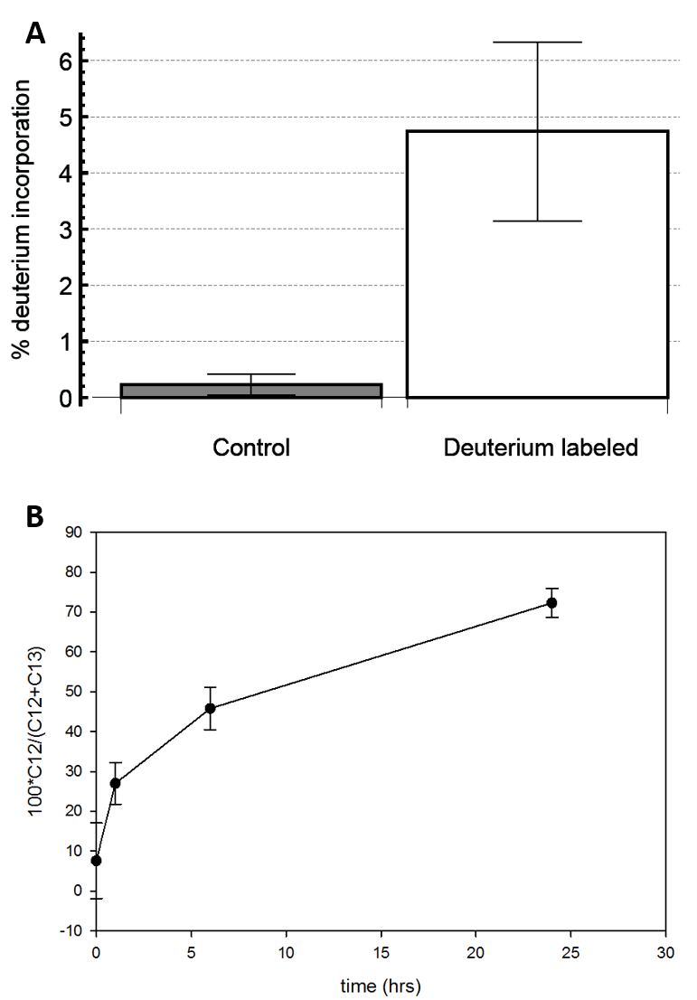 A
% deuterium incorporation
6
5
4
3
2
1
0
Control
Deuterium labeled
B
100*C12/(C12+C13)
90
80
70
60
50
40
30
20
10
0
-10
0 5 10 15 20 25 30
time (hrs)